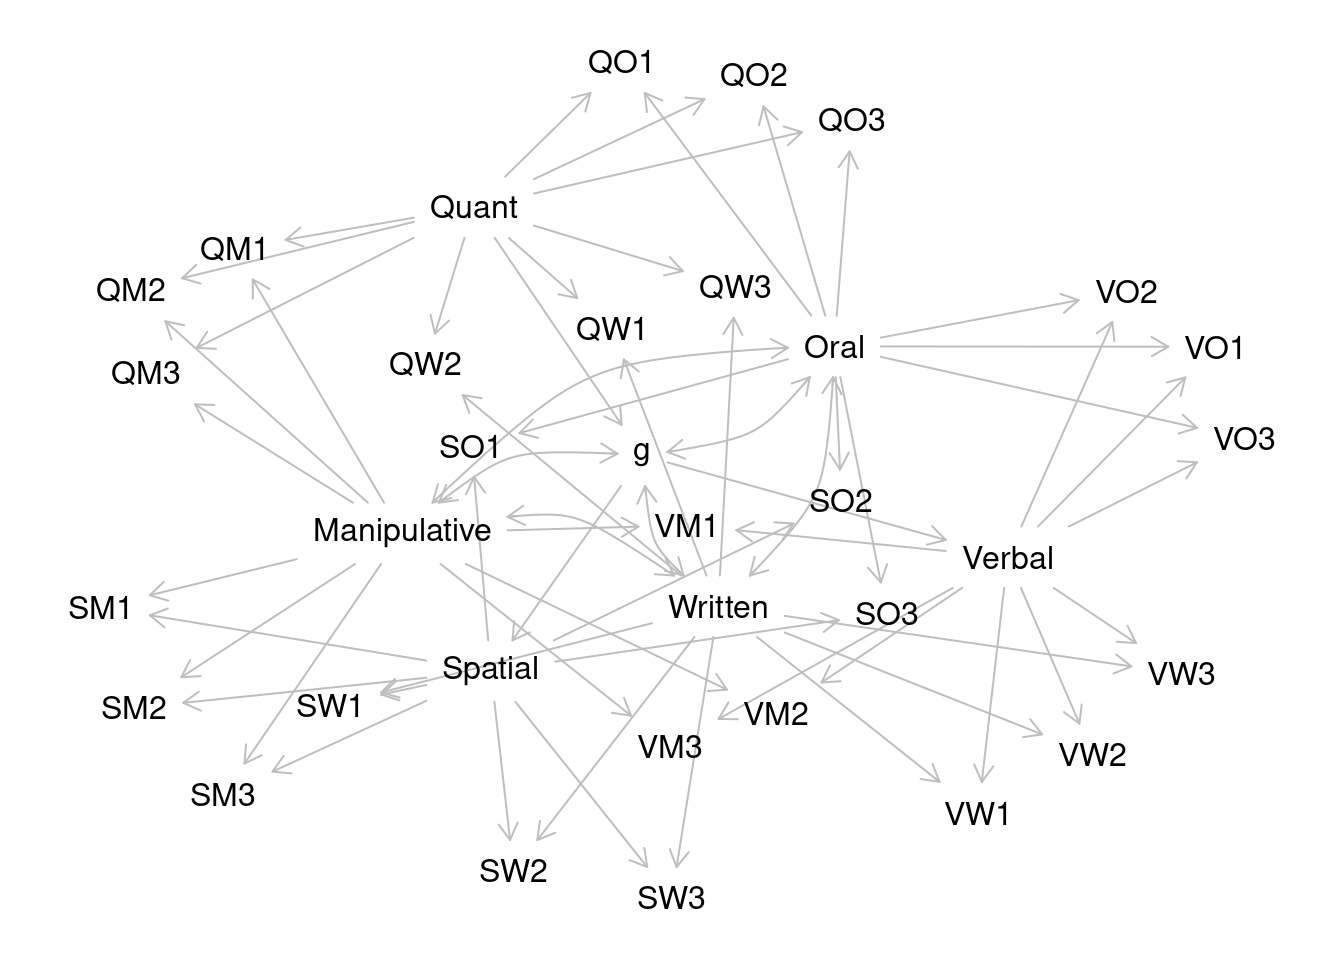 QO1
QO2
QO3
Quant
QM1
QM2
QW3
VO2
QW1
Oral
VO1
QW2
QM3
VO3
SO1
g
SO2
Manipulative
VM1
Verbal
SM1
Written
SO3
Spatial
VW3
SM2
SW1
VM2
VM3
VW2
SM3
VW1
SW2
SW3